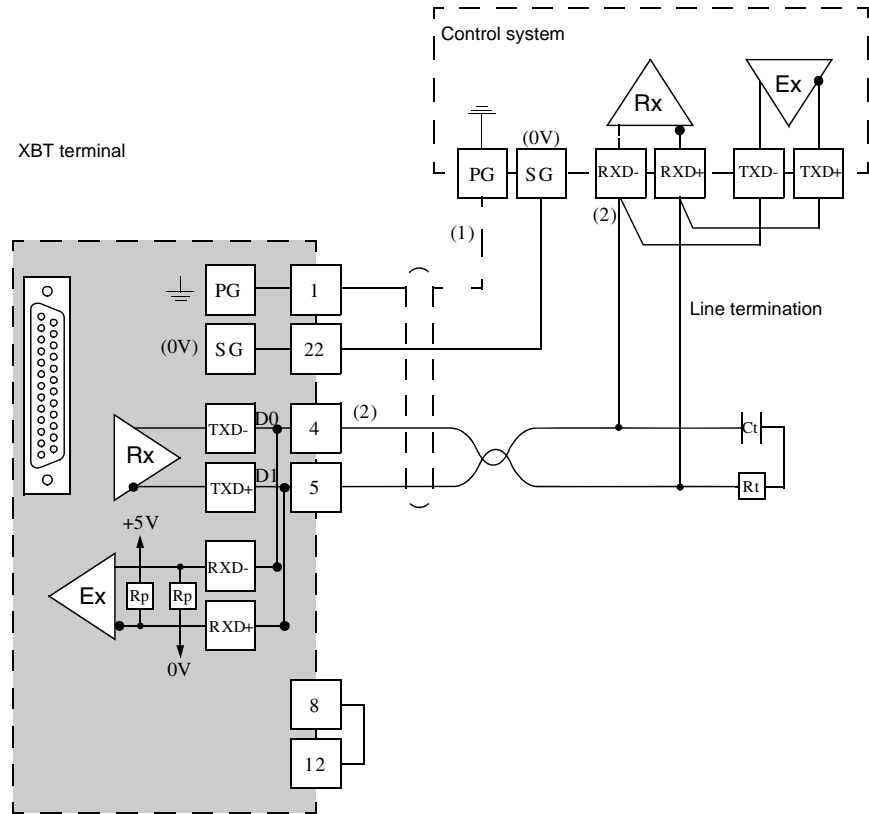 Control system
Rx
Ex
XBT terminal
(0V)
PG
SG
RXD-
RXD+
TXD-
TXD+
(2)
(1)
PG
1
Line termination
(0V)
SG
22
TXD-
D0
4
(2)
Ct
Rx
TXD+
D1
5
Rt
+5V
RXD-
Ex
Rp
Rp
RXD+
0V
8
12